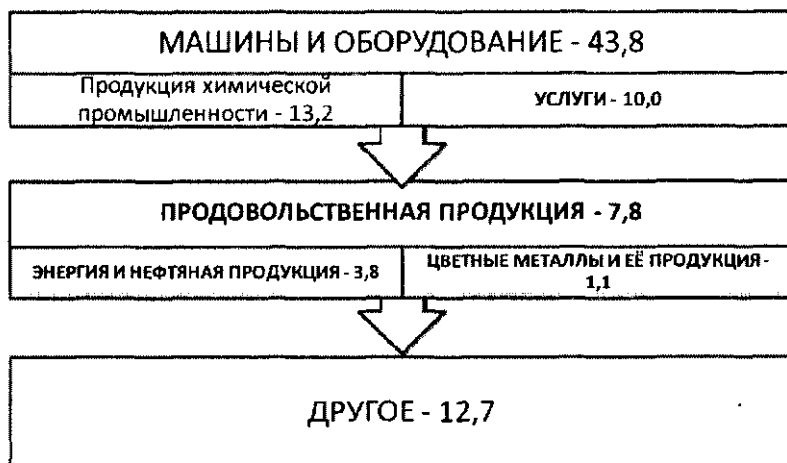 МАШИНЫ И ОБОРУДОВАНИЕ - 43,8
Продукция химической
промышленности - 13,2
УСЛУГИ - 10,0
ПРОДОВОЛЬСТВЕННАЯ ПРОДУКЦИЯ - 7,8
ЭНЕРГИЯ И НЕФТЯНАЯ ПРОДУКЦИЯ - 3,8
ЦВЕТНЫЕ МЕТАЛЛЫ И ЕЁ ПРОДУКЦИЯ -
1,1
ДРУГОЕ - 12,7